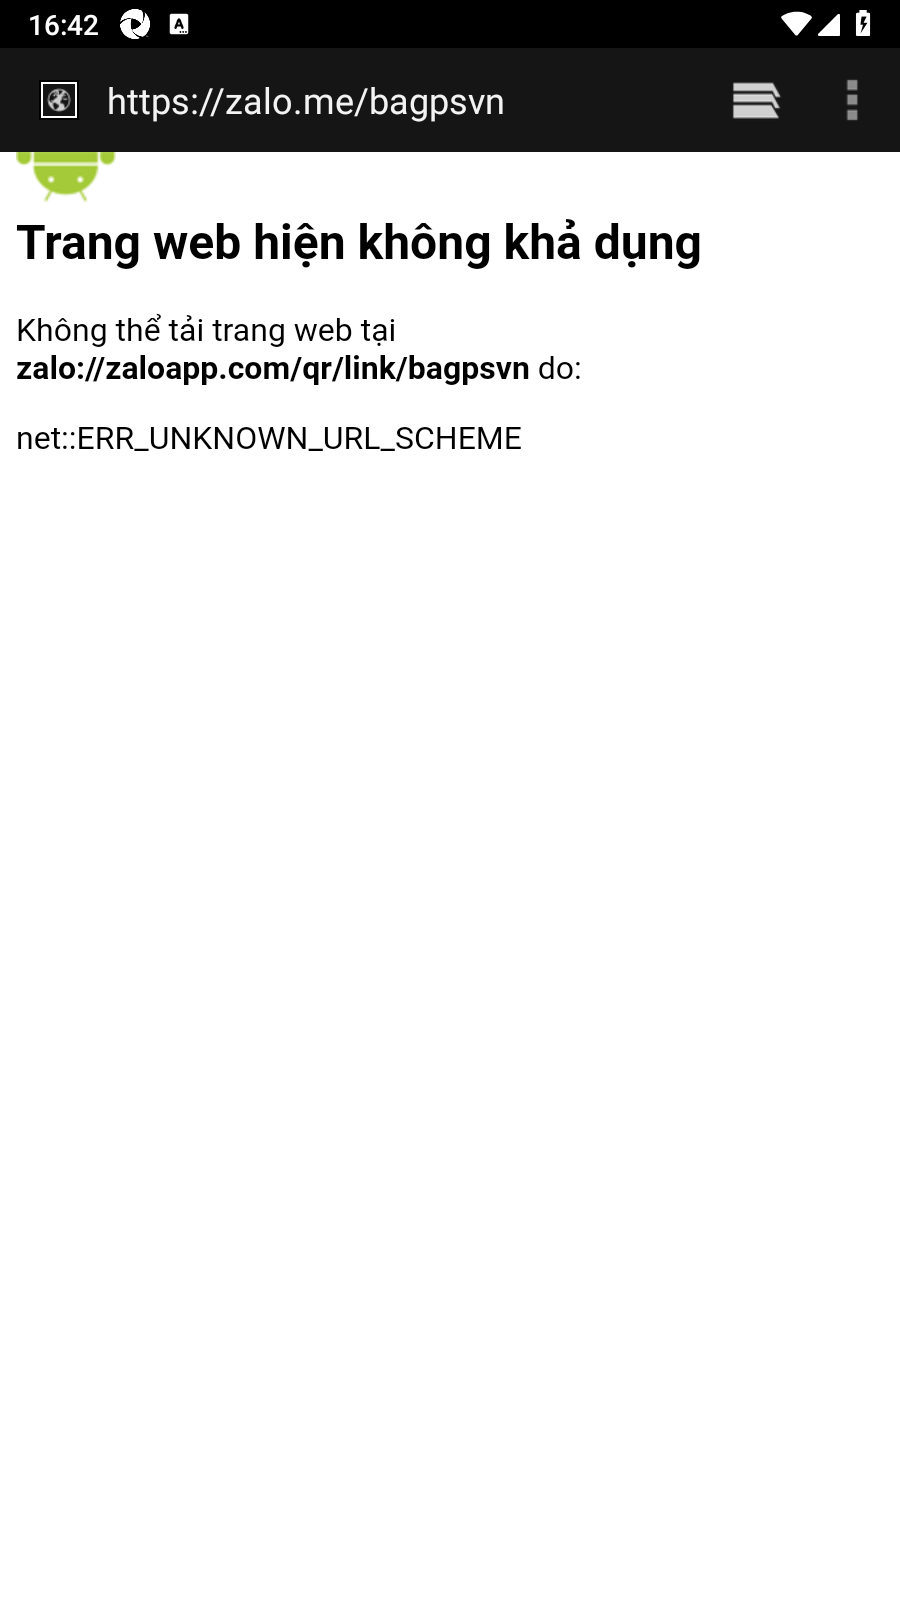 16:42
https://zalo.me/bagpsvn
Trang web hiện không khả dụng
Không thể tải trang web tại
zalo://zaloapp.com/qr/link/bagpsvn do:
net::ERR_UNKNOWN_URL_SCHEME